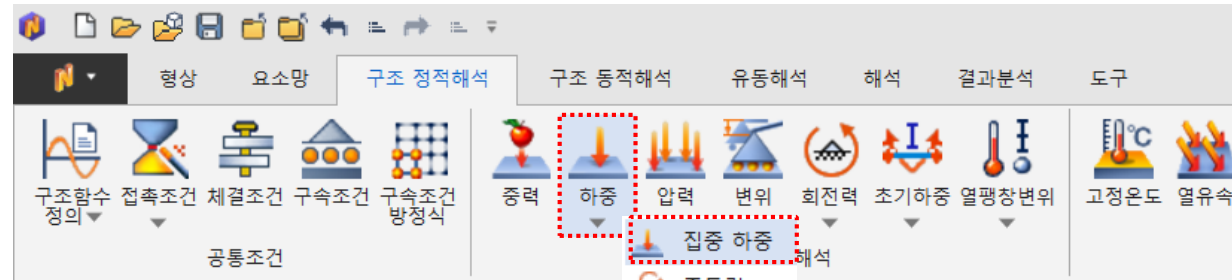 형상 요소망 구조 정적해석 구조 동적해석 유동해석 해석 결과분석 도구
구조함수 정의 접촉조건 체결조건 구속조건 구속조건 방정식 중력 하중 압력 변위 회전력 초기하중 열팽창변위 고정온도 열유속
집중 하중
공통조건 해석